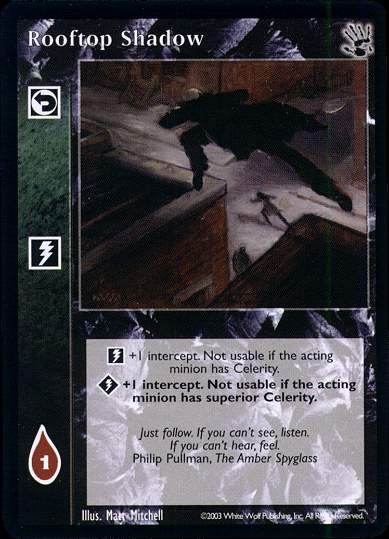 Rooftop Shadow
+1 intercept. Not usable if the acting
minion has Celerity.
+1 intercept. Not usable if the acting
minion has superior Celerity.
Just follow. If you can't see, listen.
If you can't hear, feel.
Philip Pullman, The Amber Spyglass
1
Illus. Matt Mitchell
©2003 White Wolf Publishing, Inc. All Rights Reserved.